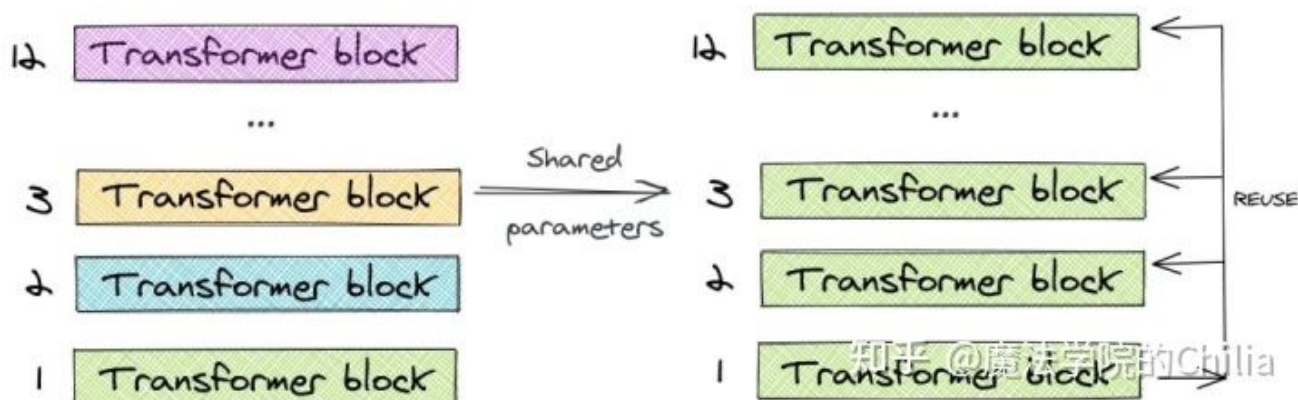 12 Transformer block
...
3 Transformer block
2 Transformer block
1 Transformer block
Shared
parameters
12 Transformer block
...
3 Transformer block
2 Transformer block
1 Transformer block
REUSE
知乎 @魔法学院的Chilia